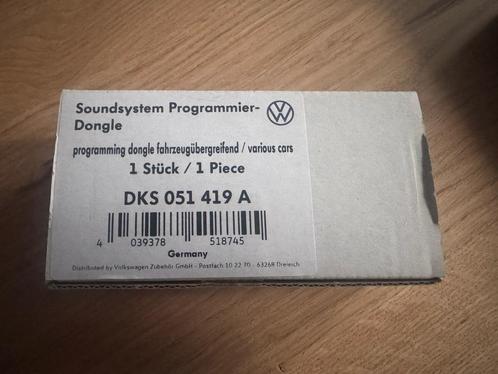 Soundsystem Programmier-
Dongle
programming dongle fahrzeugübergreifend / various cars
1 Stück / 1 Piece
DKS 051 419 A
4 039378 518745
Germany
Distributed by Volkswagen Zubehör GmbH - Postfach 10 22 70 - 63268 Dreieich